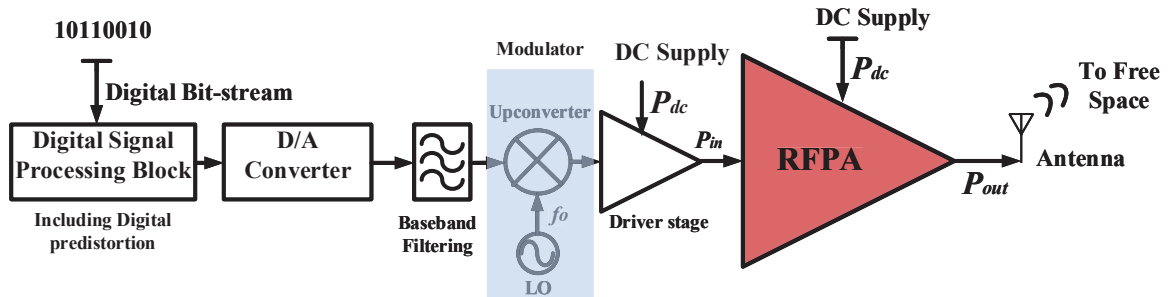 10110010
Digital Bit-stream
Digital Signal
Processing Block
Including Digital
predistortion
D/A
Converter
Baseband
Filtering
Modulator
Upconverter
fo
LO
DC Supply
Pdc
Driver stage
Pin
DC Supply
Pdc
RFPA
Pout
To Free
Space
Antenna